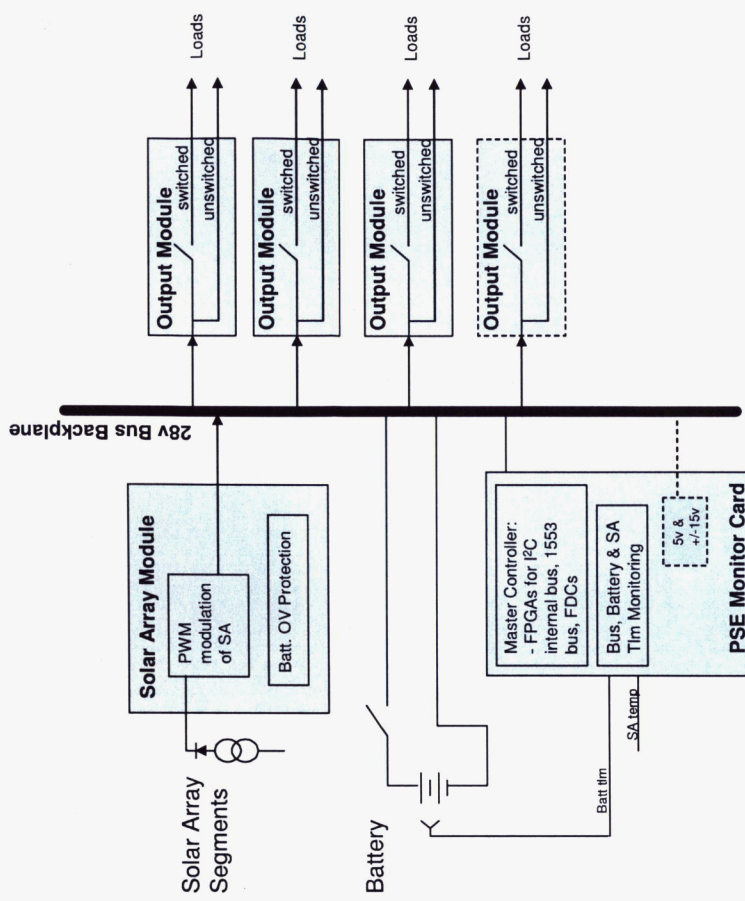 Solar Array
Segments
Solar Array Module
PWM
modulation
of SA
Batt. OV Protection
28v Bus Backplane
Output Module
switched
unswitched
Loads
Output Module
switched
unswitched
Loads
Output Module
switched
unswitched
Loads
Output Module
switched
unswitched
Loads
Battery
Batt tlm
SA temp
Master Controller:
- FPGAs for I²C
internal bus, 1553
bus, FDCs
Bus, Battery & SA
Tlm Monitoring
5v &
+/-15v
PSE Monitor Card